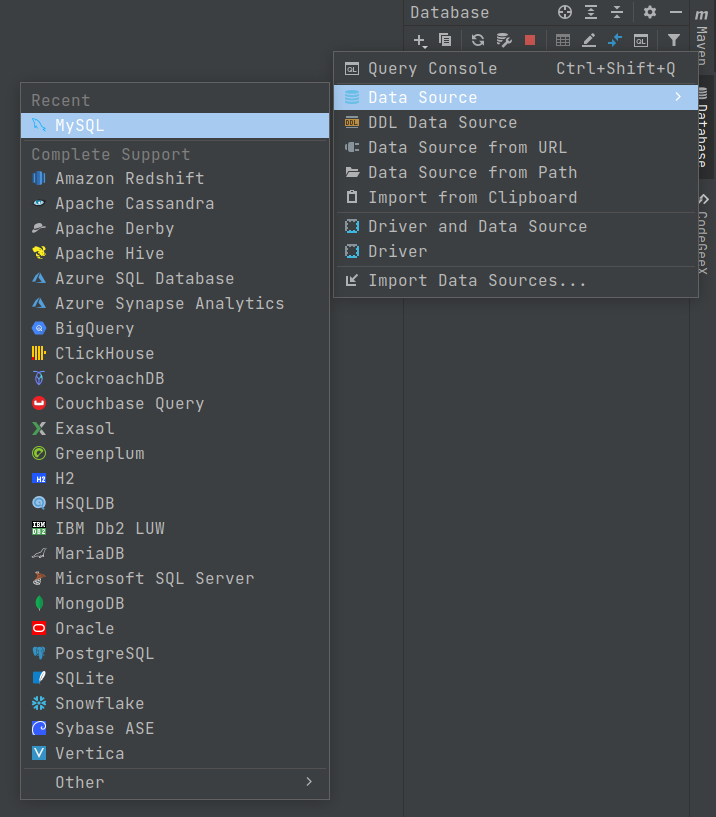 Database
Maven
Database
CodeGeeX
Query Console Ctrl+Shift+Q
Data Source
DDL Data Source
Data Source from URL
Data Source from Path
Import from Clipboard
Driver and Data Source
Driver
Import Data Sources...
Recent
MySQL
Complete Support
Amazon Redshift
Apache Cassandra
Apache Derby
Apache Hive
Azure SQL Database
Azure Synapse Analytics
BigQuery
ClickHouse
CockroachDB
Couchbase Query
Exasol
Greenplum
H2
HSQLDB
IBM Db2 LUW
MariaDB
Microsoft SQL Server
MongoDB
Oracle
PostgreSQL
SQLite
Snowflake
Sybase ASE
Vertica
Other